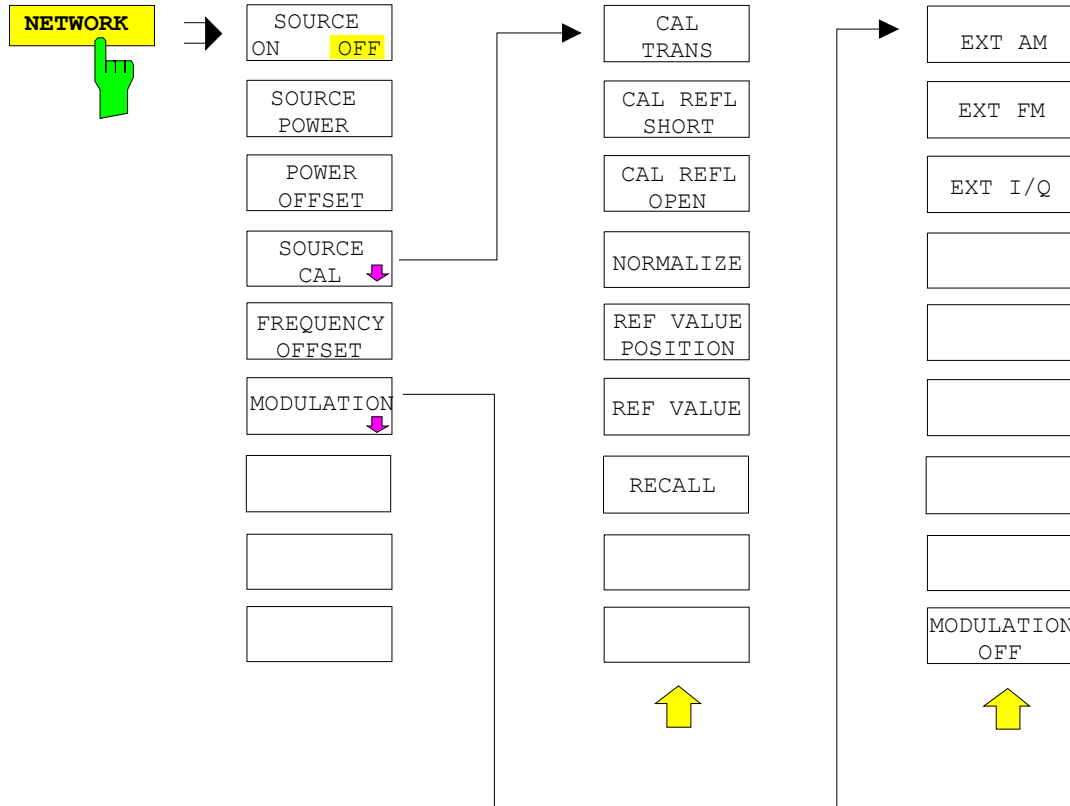 NETWORK
SOURCE
ON OFF
SOURCE
POWER
POWER
OFFSET
SOURCE
CAL
FREQUENCY
OFFSET
MODULATION
CAL
TRANS
CAL REFL
SHORT
CAL REFL
OPEN
NORMALIZE
REF VALUE
POSITION
REF VALUE
RECALL
EXT AM
EXT FM
EXT I/Q
MODULATION
OFF